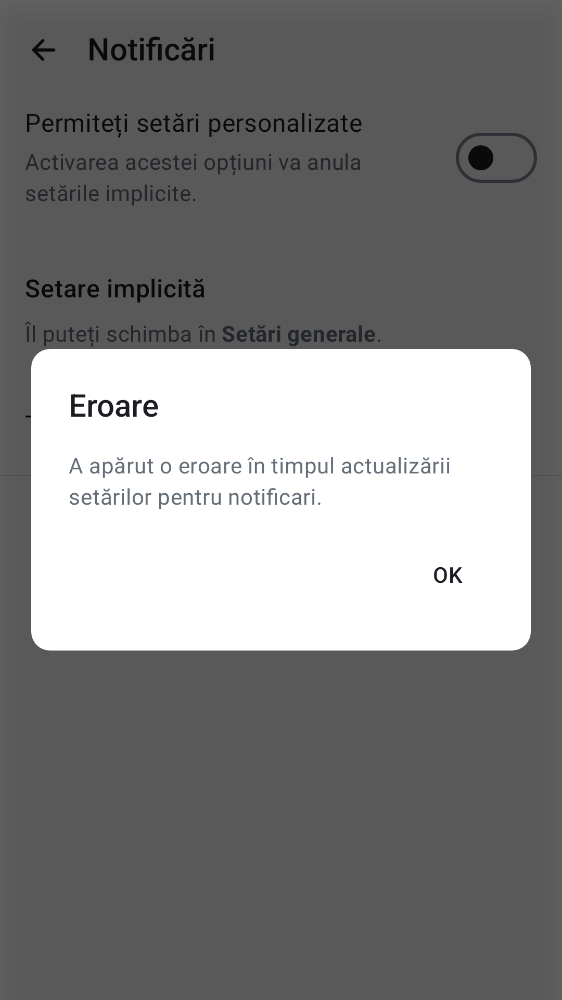 Notificări
Permiteți setări personalizate
Activarea acestei opțiuni va anula
setările implicite.
Setare implicită
Îl puteți schimba în Setări generale.
Eroare
A apărut o eroare în timpul actualizării
setărilor pentru notificari.
OK